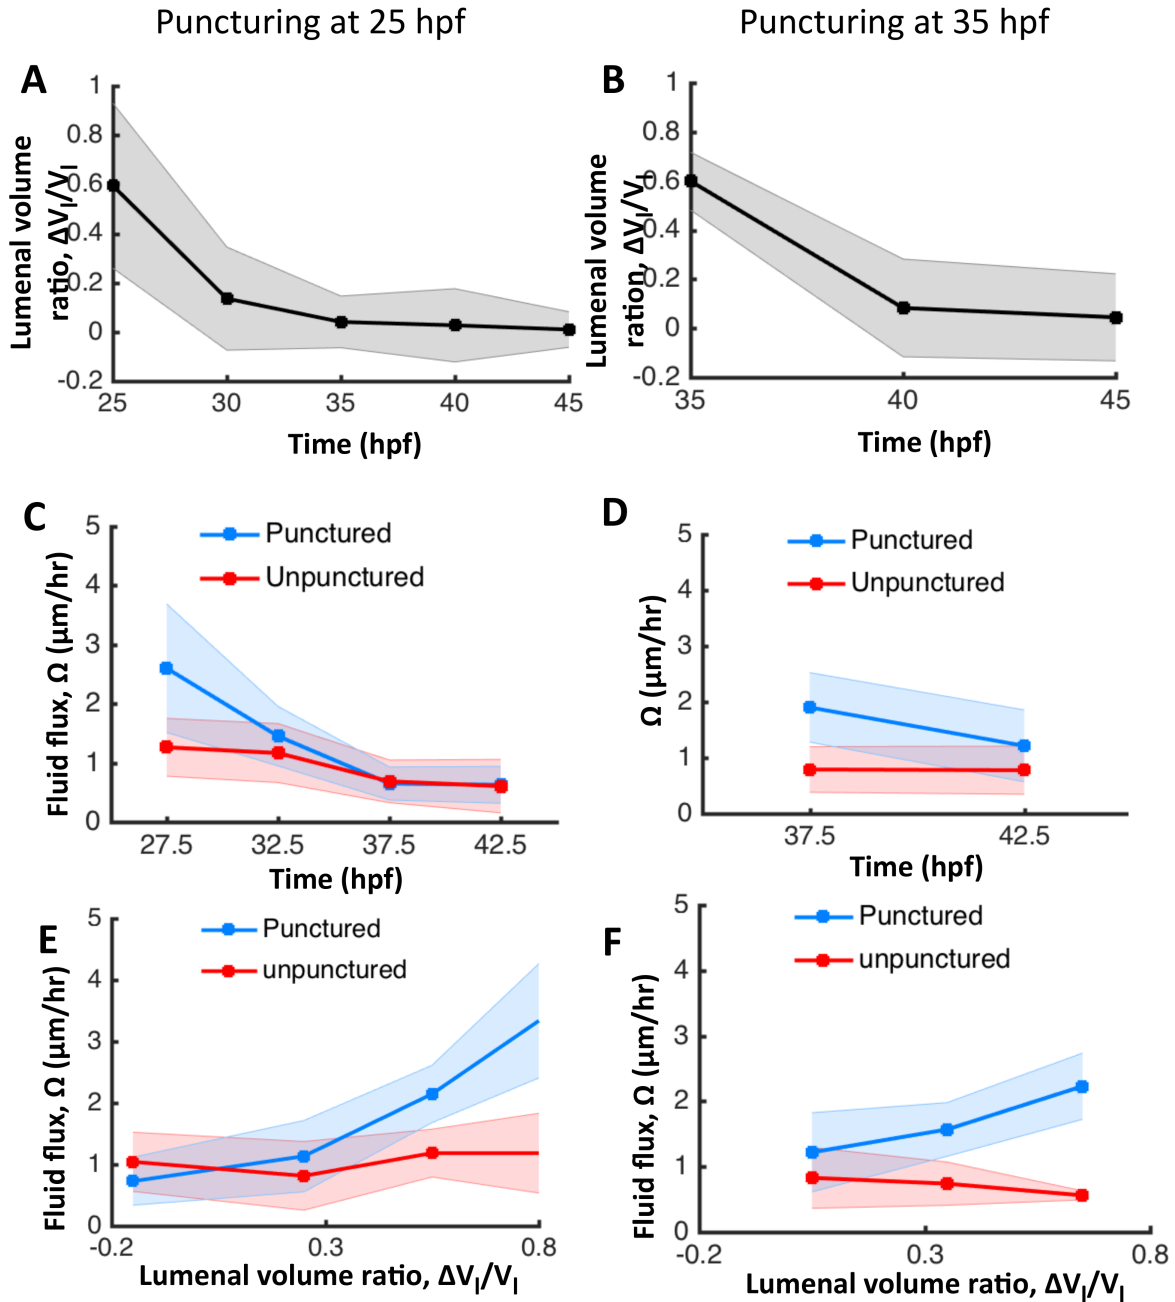 Puncturing at 25 hpf
Puncturing at 35 hpf
A
Lumenal volume
ratio, ΔVl/Vl
1
0.8
0.6
0.4
0.2
0
-0.2
25 30 35 40 45
Time (hpf)
B
Lumenal volume
ration, ΔVl/Vl
1
0.8
0.6
0.4
0.2
0
-0.2
35 40 45
Time (hpf)
C
Fluid flux, Ω (μm/hr)
5
4
3
2
1
0
Punctured
Unpunctured
27.5 32.5 37.5 42.5
Time (hpf)
D
Ω (μm/hr)
5
4
3
2
1
0
Punctured
Unpunctured
37.5 42.5
Time (hpf)
E
Fluid flux, Ω (μm/hr)
5
4
3
2
1
0
Punctured
unpunctured
-0.2 0.3 0.8
Lumenal volume ratio, ΔVl/Vl
F
Fluid flux, Ω (μm/hr)
5
4
3
2
1
0
Punctured
unpunctured
-0.2 0.3 0.8
Lumenal volume ratio, ΔVl/Vl